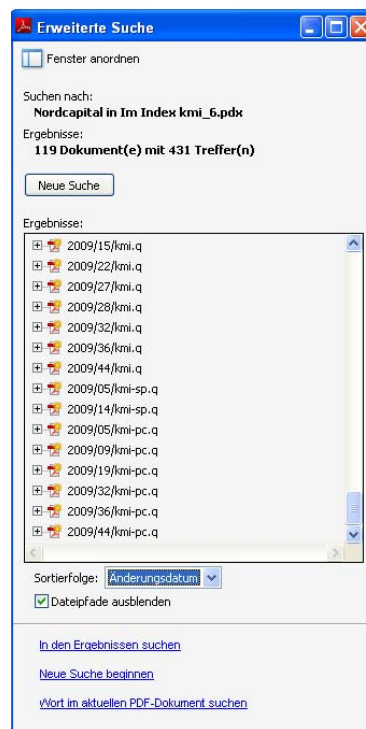 Erweiterte Suche
Fenster anordnen
Suchen nach:
Nordcapital in Im Index kmi_6.pdx
Ergebnisse:
119 Dokument(e) mit 431 Treffer(n)
Neue Suche
Ergebnisse:
2009/15/kmi.q
2009/22/kmi.q
2009/27/kmi.q
2009/28/kmi.q
2009/32/kmi.q
2009/36/kmi.q
2009/44/kmi.q
2009/05/kmi-sp.q
2009/14/kmi-sp.q
2009/05/kmi-pc.q
2009/09/kmi-pc.q
2009/19/kmi-pc.q
2009/32/kmi-pc.q
2009/36/kmi-pc.q
2009/44/kmi-pc.q
Sortierfolge: Änderungsdatum
Dateipfade ausblenden
In den Ergebnissen suchen
Neue Suche beginnen
Wort im aktuellen PDF-Dokument suchen